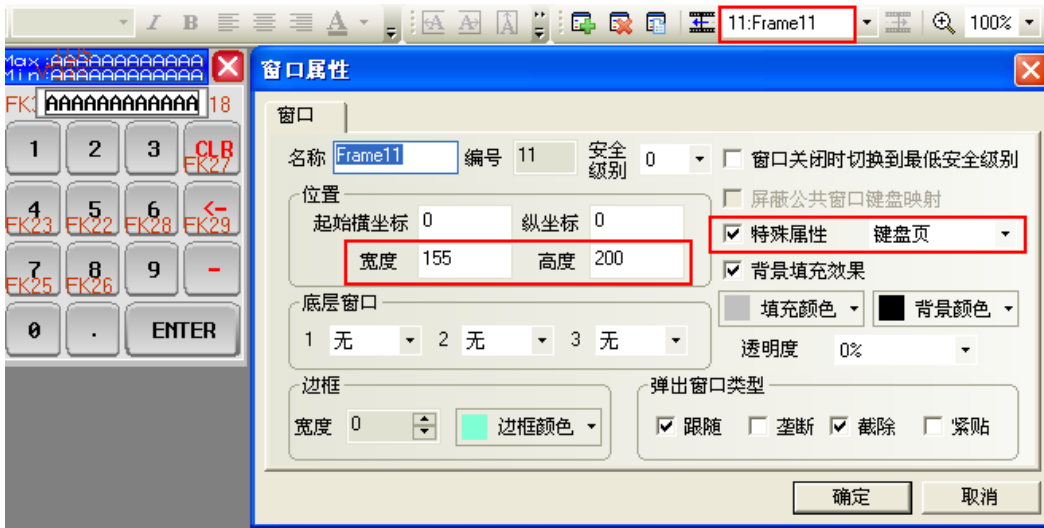 I B A A A A 11:Frame11 100%
Max:AAAAAAAAAAAA
Min:AAAAAAAAAAAA
AAAAAAAAAAAA 18
1 2 3 CLR
FK27
4 5 6 <-
FK23 FK22 FK28 FK29
7 8 9 -
FK25 FK26
0 . ENTER
窗口属性
窗口
名称 Frame11 编号 11 安全级别 0 窗口关闭时切换到最低安全级别
屏蔽公共窗口键盘映射
位置
起始横坐标 0 纵坐标 0
特殊属性 键盘页
宽度 155 高度 200
背景填充效果
填充颜色 背景颜色
底层窗口
1 无 2 无 3 无
透明度 0%
边框
宽度 0 边框颜色
弹出窗口类型
跟随 垄断 截除 紧贴
确定 取消